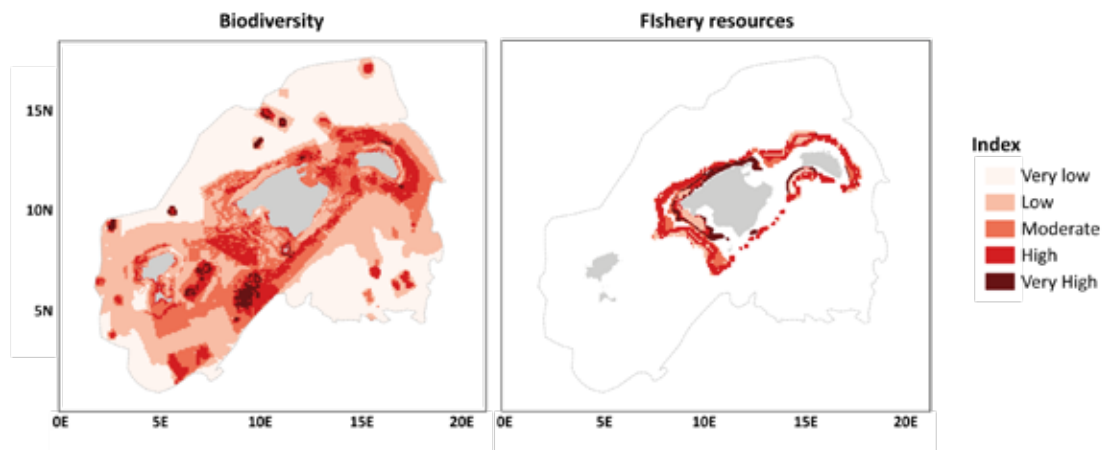 Biodiversity
FIshery resources
15N
10N
5N
0E 5E 10E 15E 20E
0E 5E 10E 15E 20E
Index
Very low
Low
Moderate
High
Very High